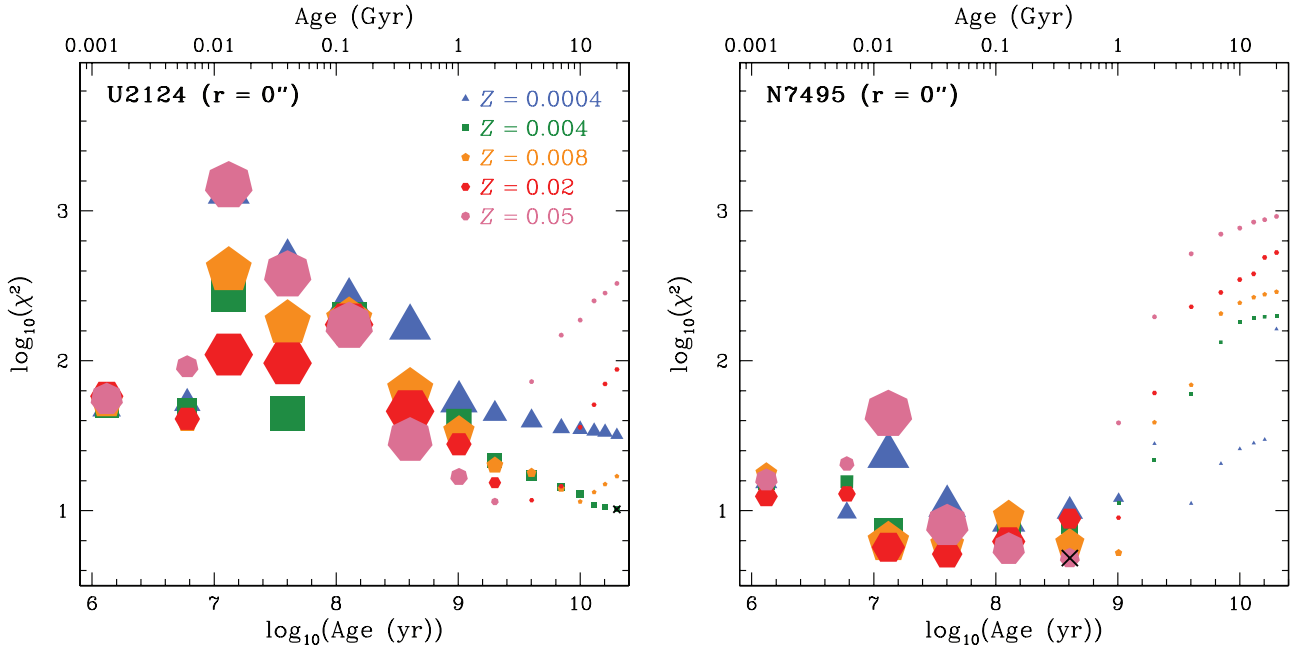 Age (Gyr)
0.001 0.01 0.1 1 10
U2124 (r = 0″)
Z = 0.0004
Z = 0.004
Z = 0.008
Z = 0.02
Z = 0.05
log₁₀(χ²)
3
2
1
6 7 8 9 10
log₁₀(Age (yr))
Age (Gyr)
0.001 0.01 0.1 1 10
N7495 (r = 0″)
log₁₀(χ²)
3
2
1
6 7 8 9 10
log₁₀(Age (yr))